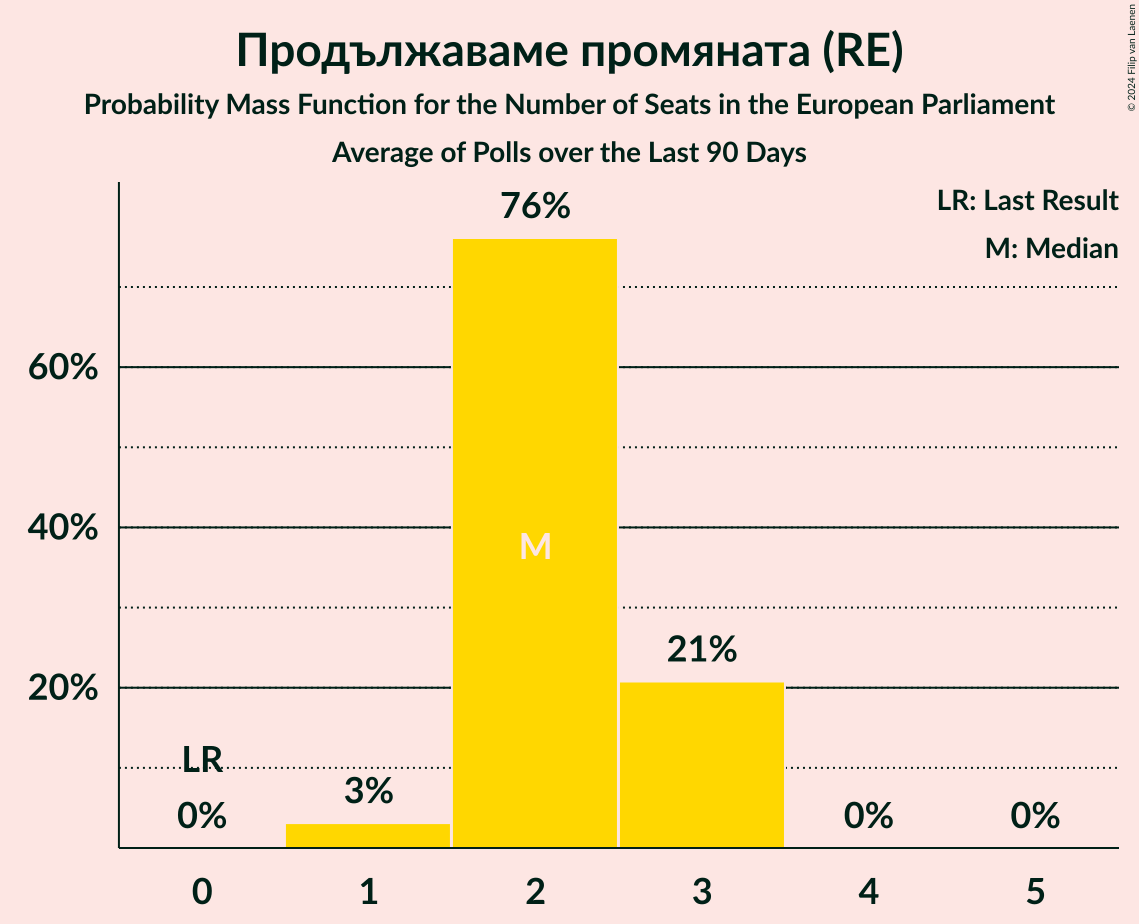 Продължаваме промяната (RE)
Probability Mass Function for the Number of Seats in the European Parliament
Average of Polls over the Last 90 Days
© 2024 Filip van Laenen
LR: Last Result
M: Median
76%
60%
40%
M
21%
20%
LR
3%
0%
0%
0%
0
1
2
3
4
5